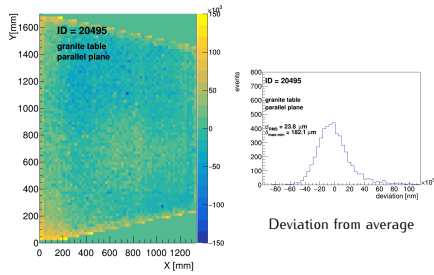 Y[mm]
×10³
ID = 20495
granite table
parallel plane
1600
1400
1200
1000
800
600
400
200
0
0 200 400 600 800 1000 1200
X [mm]
150
100
50
0
−50
−100
−150
events
ID = 20495
granite table
parallel plane
σRMS = 23.8 μm
εmax-min = 182.1 μm
800
700
600
500
400
300
200
100
0
−80 −60 −40 −20 0 20 40 60 80 100
×10³
deviation [nm]
Deviation from average